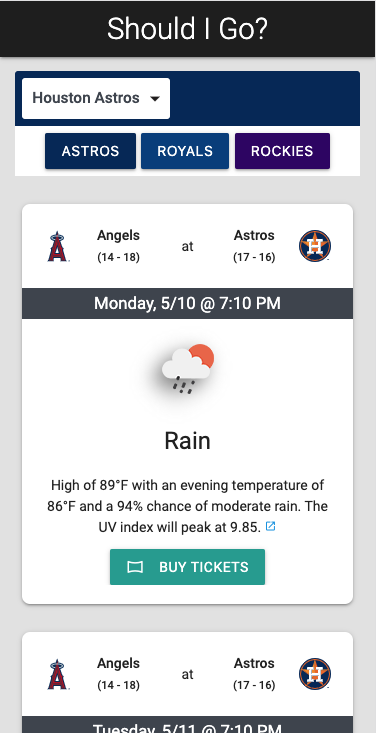 Should I Go?
Houston Astros
ASTROS ROYALS ROCKIES
Angels at Astros
(14 - 18) (17 - 16)
Monday, 5/10 @ 7:10 PM
Rain
High of 89°F with an evening temperature of
86°F and a 94% chance of moderate rain. The
UV index will peak at 9.85.
BUY TICKETS
Angels at Astros
(14 - 18) (17 - 16)
Tuesday, 5/11 @ 7:10 PM